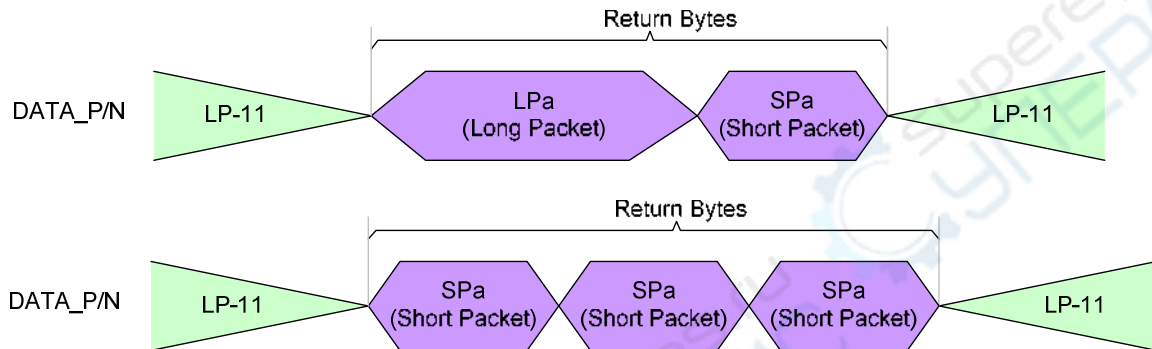 Return Bytes
DATA_P/N
LP-11
LPa
(Long Packet)
SPa
(Short Packet)
LP-11
Return Bytes
DATA_P/N
LP-11
SPa
(Short Packet)
SPa
(Short Packet)
SPa
(Short Packet)
LP-11